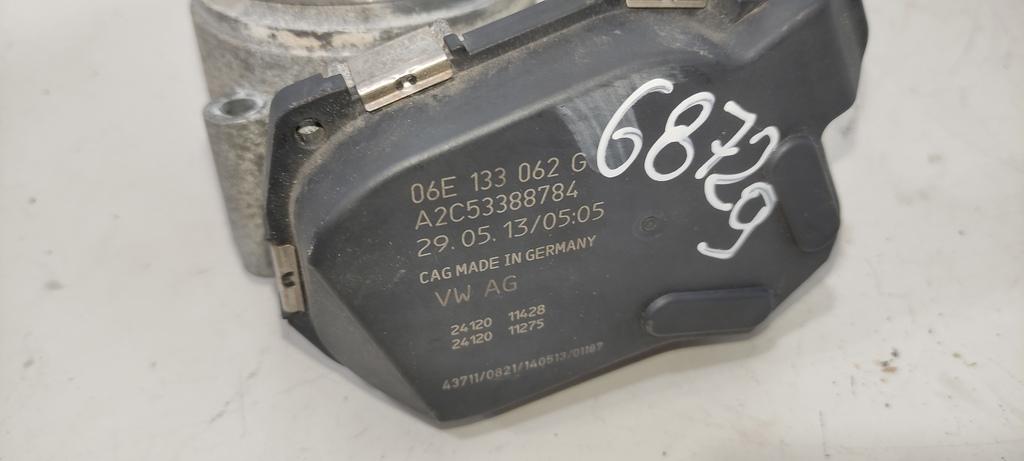 06E 133 062 G
A2C53388784
29.05.13/05:05
CAG MADE IN GERMANY
VW AG
24120 11428
24120 11275
43711/0821/140513/01187
68729